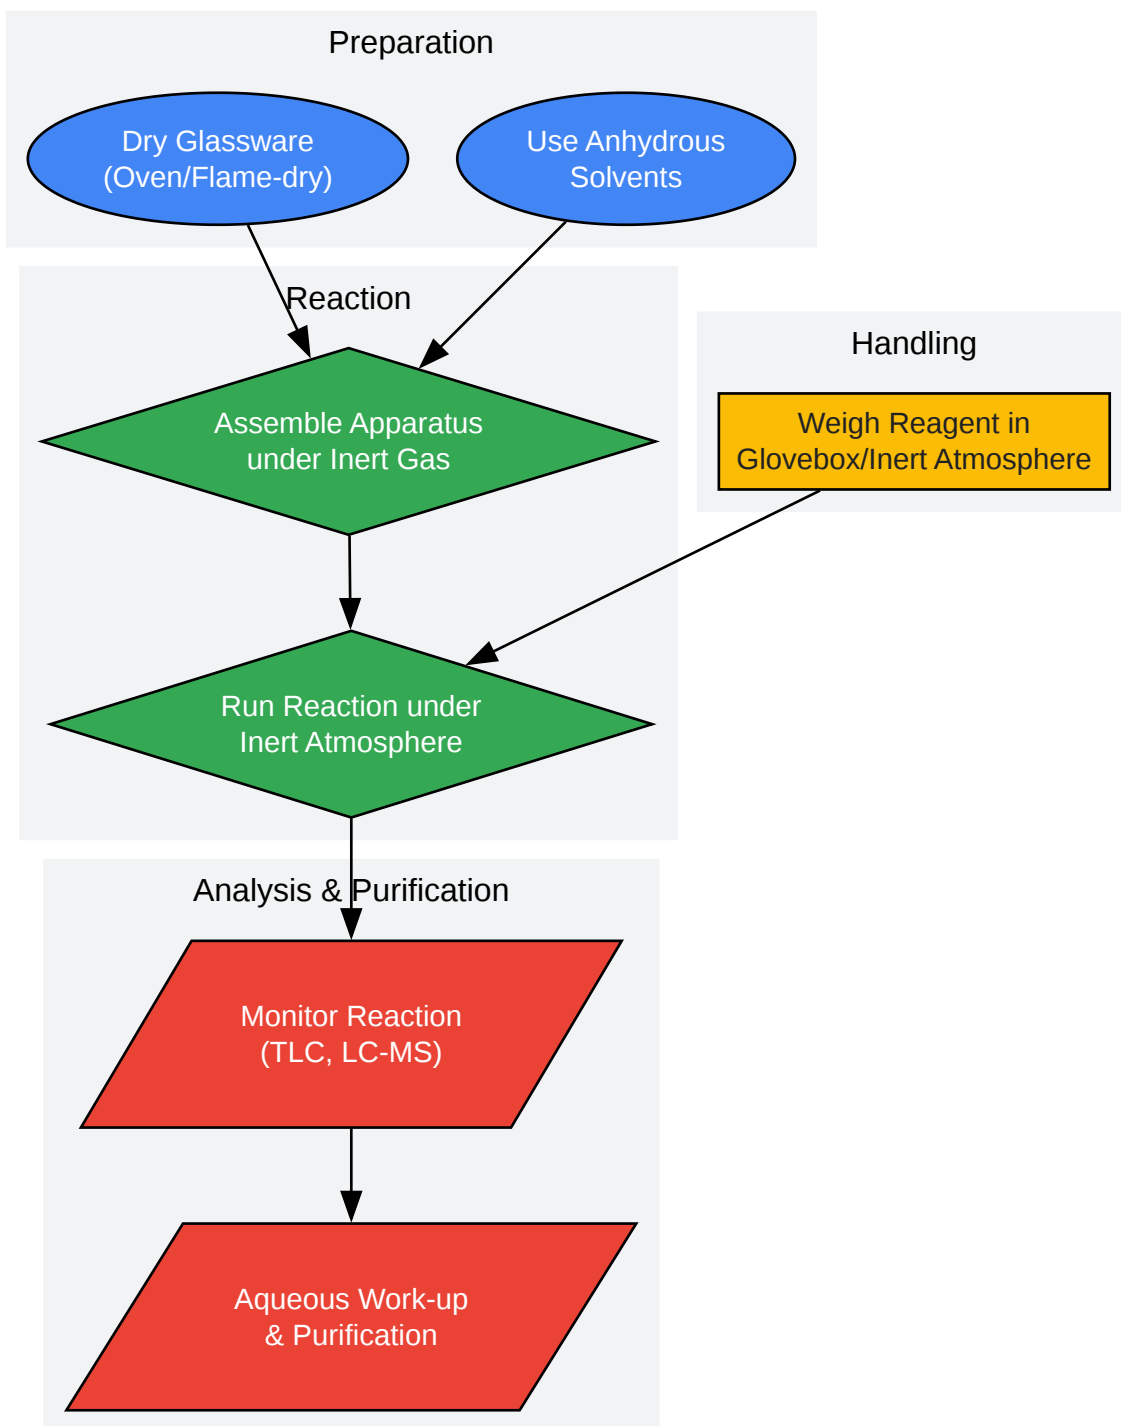 Preparation
Dry Glassware
(Oven/Flame-dry)
Use Anhydrous
Solvents
Reaction
Handling
Assemble Apparatus
under Inert Gas
Weigh Reagent in
Glovebox/Inert Atmosphere
Run Reaction under
Inert Atmosphere
Analysis & Purification
Monitor Reaction
(TLC, LC-MS)
Aqueous Work-up
& Purification